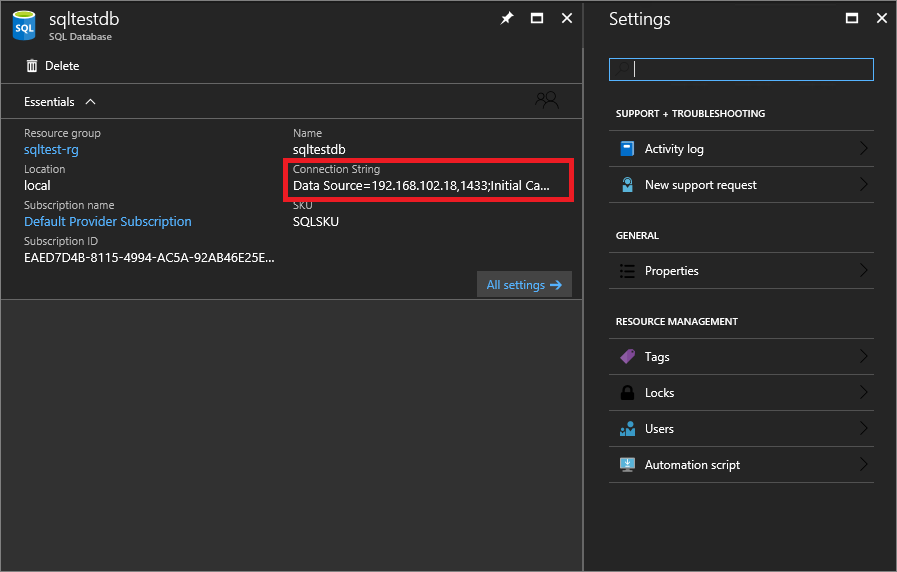 SQL
sqltestdb
SQL Database
Delete
Essentials
Resource group
sqltest-rg
Location
local
Subscription name
Default Provider Subscription
Subscription ID
EAED7D4B-8115-4994-AC5A-92AB46E25E...
Name
sqltestdb
Connection String
Data Source=192.168.102.18,1433;Initial Ca...
SKU
SQLSKU
All settings
Settings
SUPPORT + TROUBLESHOOTING
Activity log
New support request
GENERAL
Properties
RESOURCE MANAGEMENT
Tags
Locks
Users
Automation script